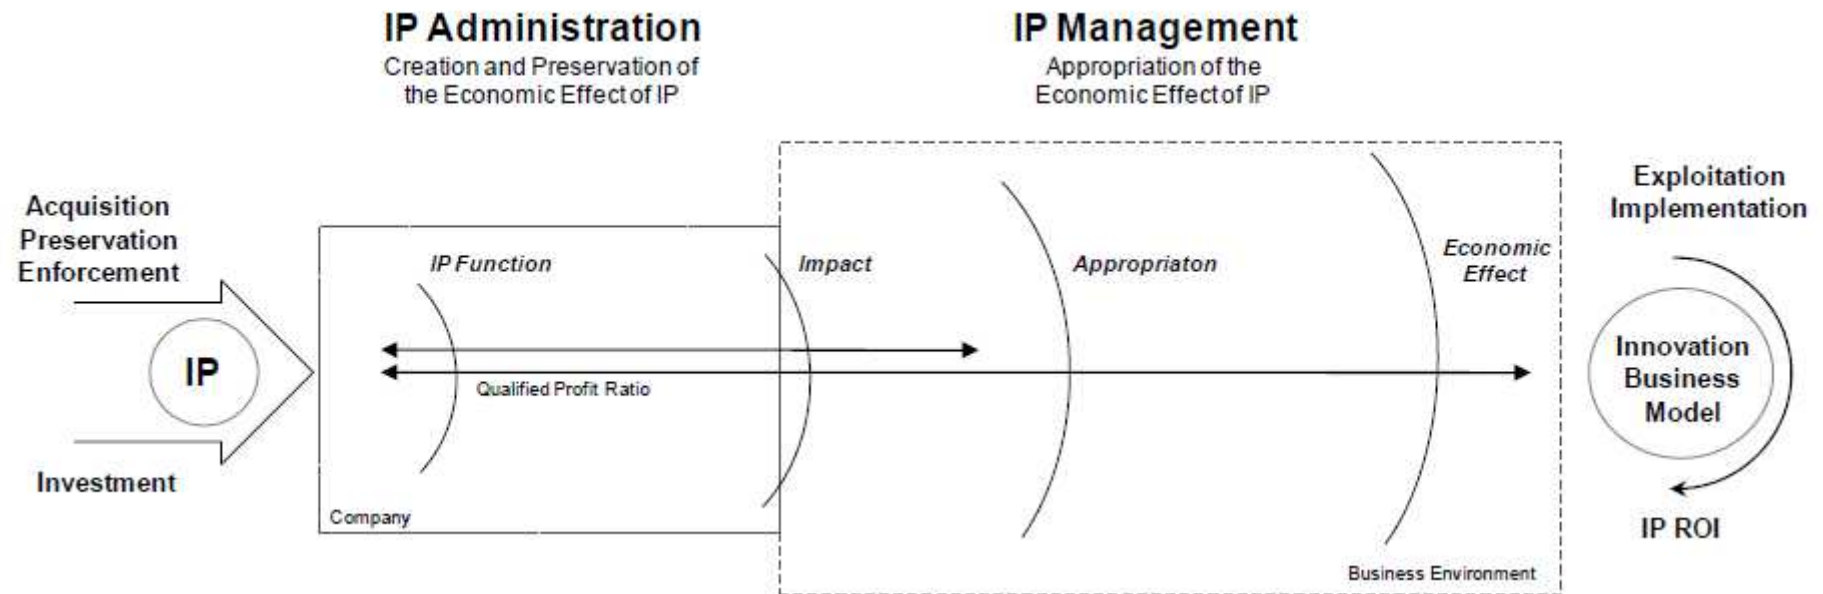 IP Administration
Creation and Preservation of
the Economic Effect of IP
IP Management
Appropriation of the
Economic Effect of IP
Acquisition
Preservation
Enforcement
IP
Investment
IP Function
Impact
Appropriaton
Economic
Effect
Qualified Profit Ratio
Company
Business Environment
Exploitation
Implementation
Innovation
Business
Model
IP ROI